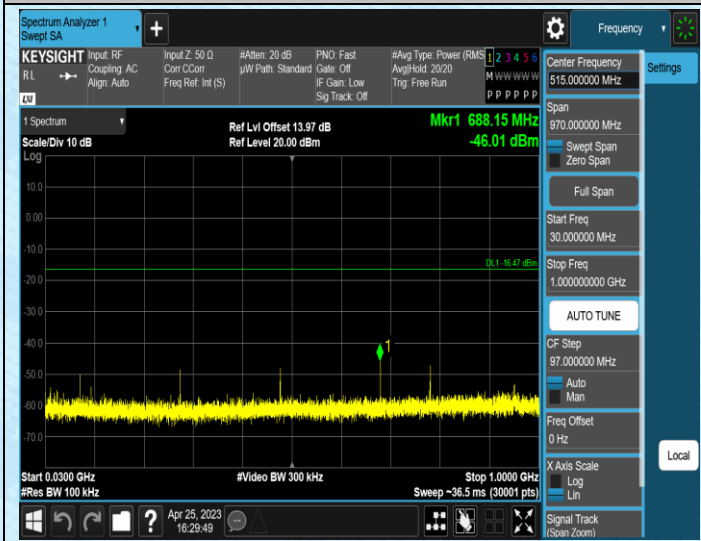 Spectrum Analyzer 1
Swept SA
Frequency
KEYSIGHT
RL
LXI
Input: RF
Coupling: AC
Align: Auto
Input Z: 50 Ω
Corr CCorr
Freq Ref: Int (S)
#Atten: 20 dB
µW Path: Standard
PNO: Fast
Gate: Off
IF Gain: Low
Sig Track: Off
#Avg Type: Power (RMS
Avg|Hold: 20/20
Trig: Free Run
1 2 3 4 5 6
M W W W W W
P P P P P P
Center Frequency
515.000000 MHz
Settings
Span
970.000000 MHz
Swept Span
Zero Span
Full Span
Start Freq
30.000000 MHz
Stop Freq
1.000000000 GHz
AUTO TUNE
CF Step
97.000000 MHz
Auto
Man
Freq Offset
0 Hz
X Axis Scale
Log
Lin
Local
Signal Track
(Span Zoom)
1 Spectrum
Scale/Div 10 dB
Ref Lvl Offset 13.97 dB
Ref Level 20.00 dBm
Mkr1 688.15 MHz
-46.01 dBm
Log
10.0
0.00
-10.0
DL1 -16.47 dBm
-20.0
-30.0
-40.0
1
-50.0
-60.0
-70.0
Start 0.0300 GHz
#Video BW 300 kHz
Stop 1.0000 GHz
#Res BW 100 kHz
Sweep ~36.5 ms (30001 pts)
?
Apr 25, 2023
16:29:49